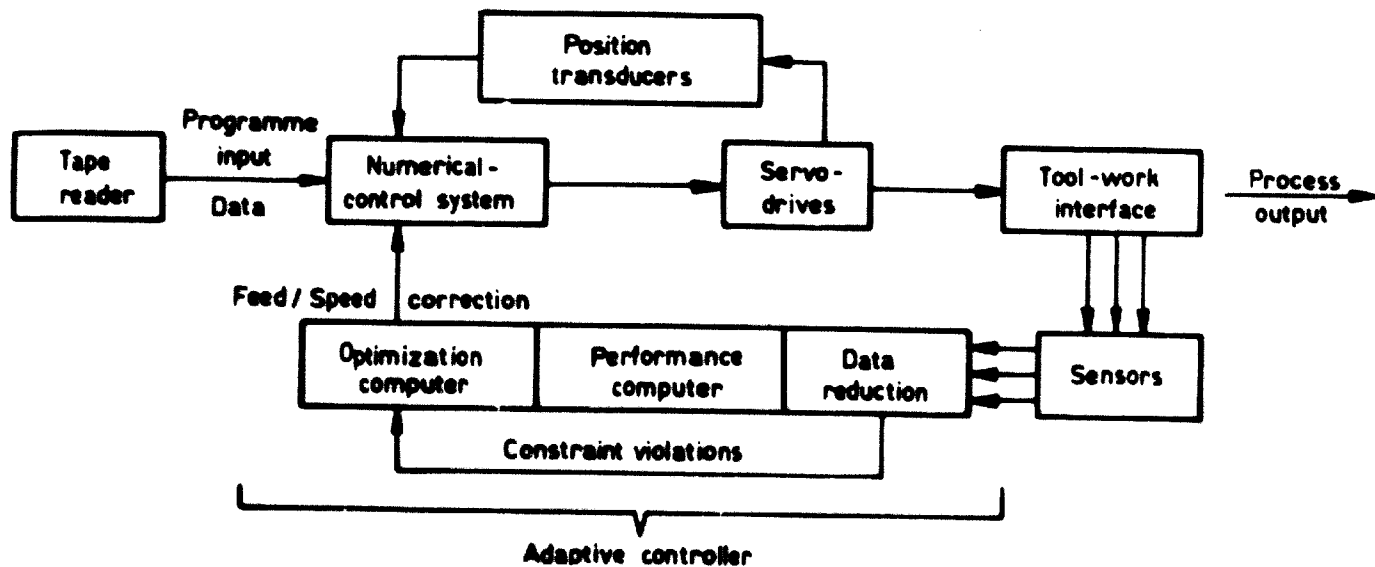 Position
transducers
Tape
reader
Programme
input
Data
Numerical-
control system
Servo-
drives
Tool-work
interface
Process
output
Feed / Speed correction
Optimization
computer
Performance
computer
Data
reduction
Sensors
Constraint violations
Adaptive controller